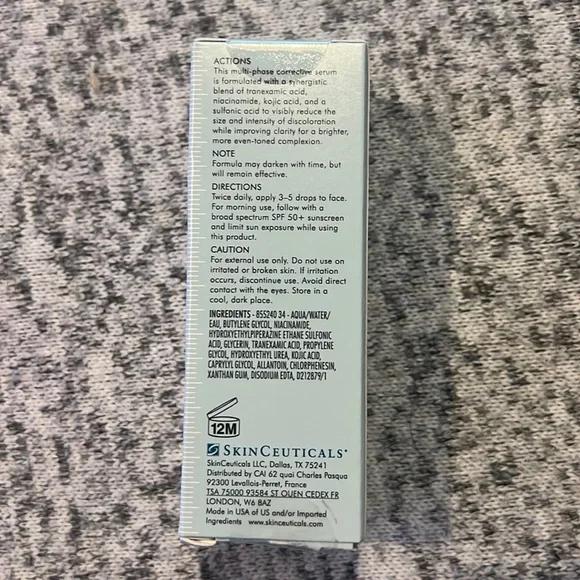 ACTIONS
This multi-phase corrective serum
is formulated with a synergistic
blend of tranexamic acid,
niacinamide, kojic acid, and a
sulfonic acid to visibly reduce the
size and intensity of discoloration
while improving clarity for a brighter,
more even-toned complexion.
NOTE
Formula may darken with time, but
will remain effective.
DIRECTIONS
Twice daily, apply 3-5 drops to face.
For morning use, follow with a
broad spectrum SPF 50+ sunscreen
and limit sun exposure while using
this product.
CAUTION
For external use only. Do not use on
irritated or broken skin. If irritation
occurs, discontinue use. Avoid direct
contact with the eyes. Store in a
cool, dark place.
INGREDIENTS - 855240 34 - AQUA/WATER/
EAU, BUTYLENE GLYCOL, NIACINAMIDE,
HYDROXYETHYLPIPERAZINE ETHANE SULFONIC
ACID, GLYCERIN, TRANEXAMIC ACID, PROPYLENE
GLYCOL, HYDROXYETHYL UREA, KOJIC ACID,
CAPRYLYL GLYCOL, ALLANTOIN, CHLORPHENESIN,
XANTHAN GUM, DISODIUM EDTA, D212879/1
12M
SKINCEUTICALS
SkinCeuticals LLC, Dallas, TX 75241
Distributed by CAI 62 quai Charles Pasqua
92300 Levallois-Perret, France
TSA 75000 93584 ST OUEN CEDEX FR
LONDON, W6 8AZ
Made in USA of US and/or Imported
Ingredients www.skinceuticals.com